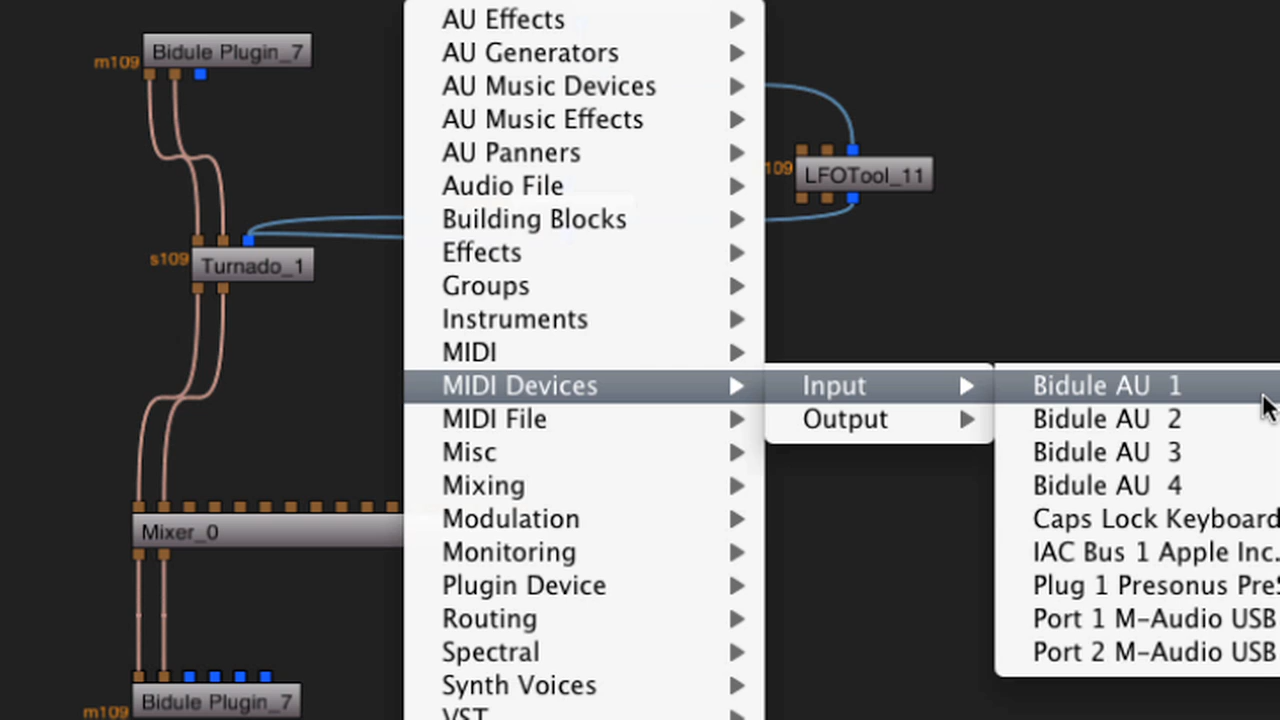 Bidule Plugin_7
m109
s109
Turnado_1
Mixer_0
Bidule Plugin_7
m109
AU Effects
AU Generators
AU Music Devices
AU Music Effects
AU Panners
Audio File
Building Blocks
Effects
Groups
Instruments
MIDI
MIDI Devices
MIDI File
Misc
Mixing
Modulation
Monitoring
Plugin Device
Routing
Spectral
Synth Voices
VST
109
LFOTool_11
Input
Output
Bidule AU 1
Bidule AU 2
Bidule AU 3
Bidule AU 4
Caps Lock Keyboard
IAC Bus 1 Apple Inc.
Plug 1 Presonus PreS
Port 1 M-Audio USB
Port 2 M-Audio USB